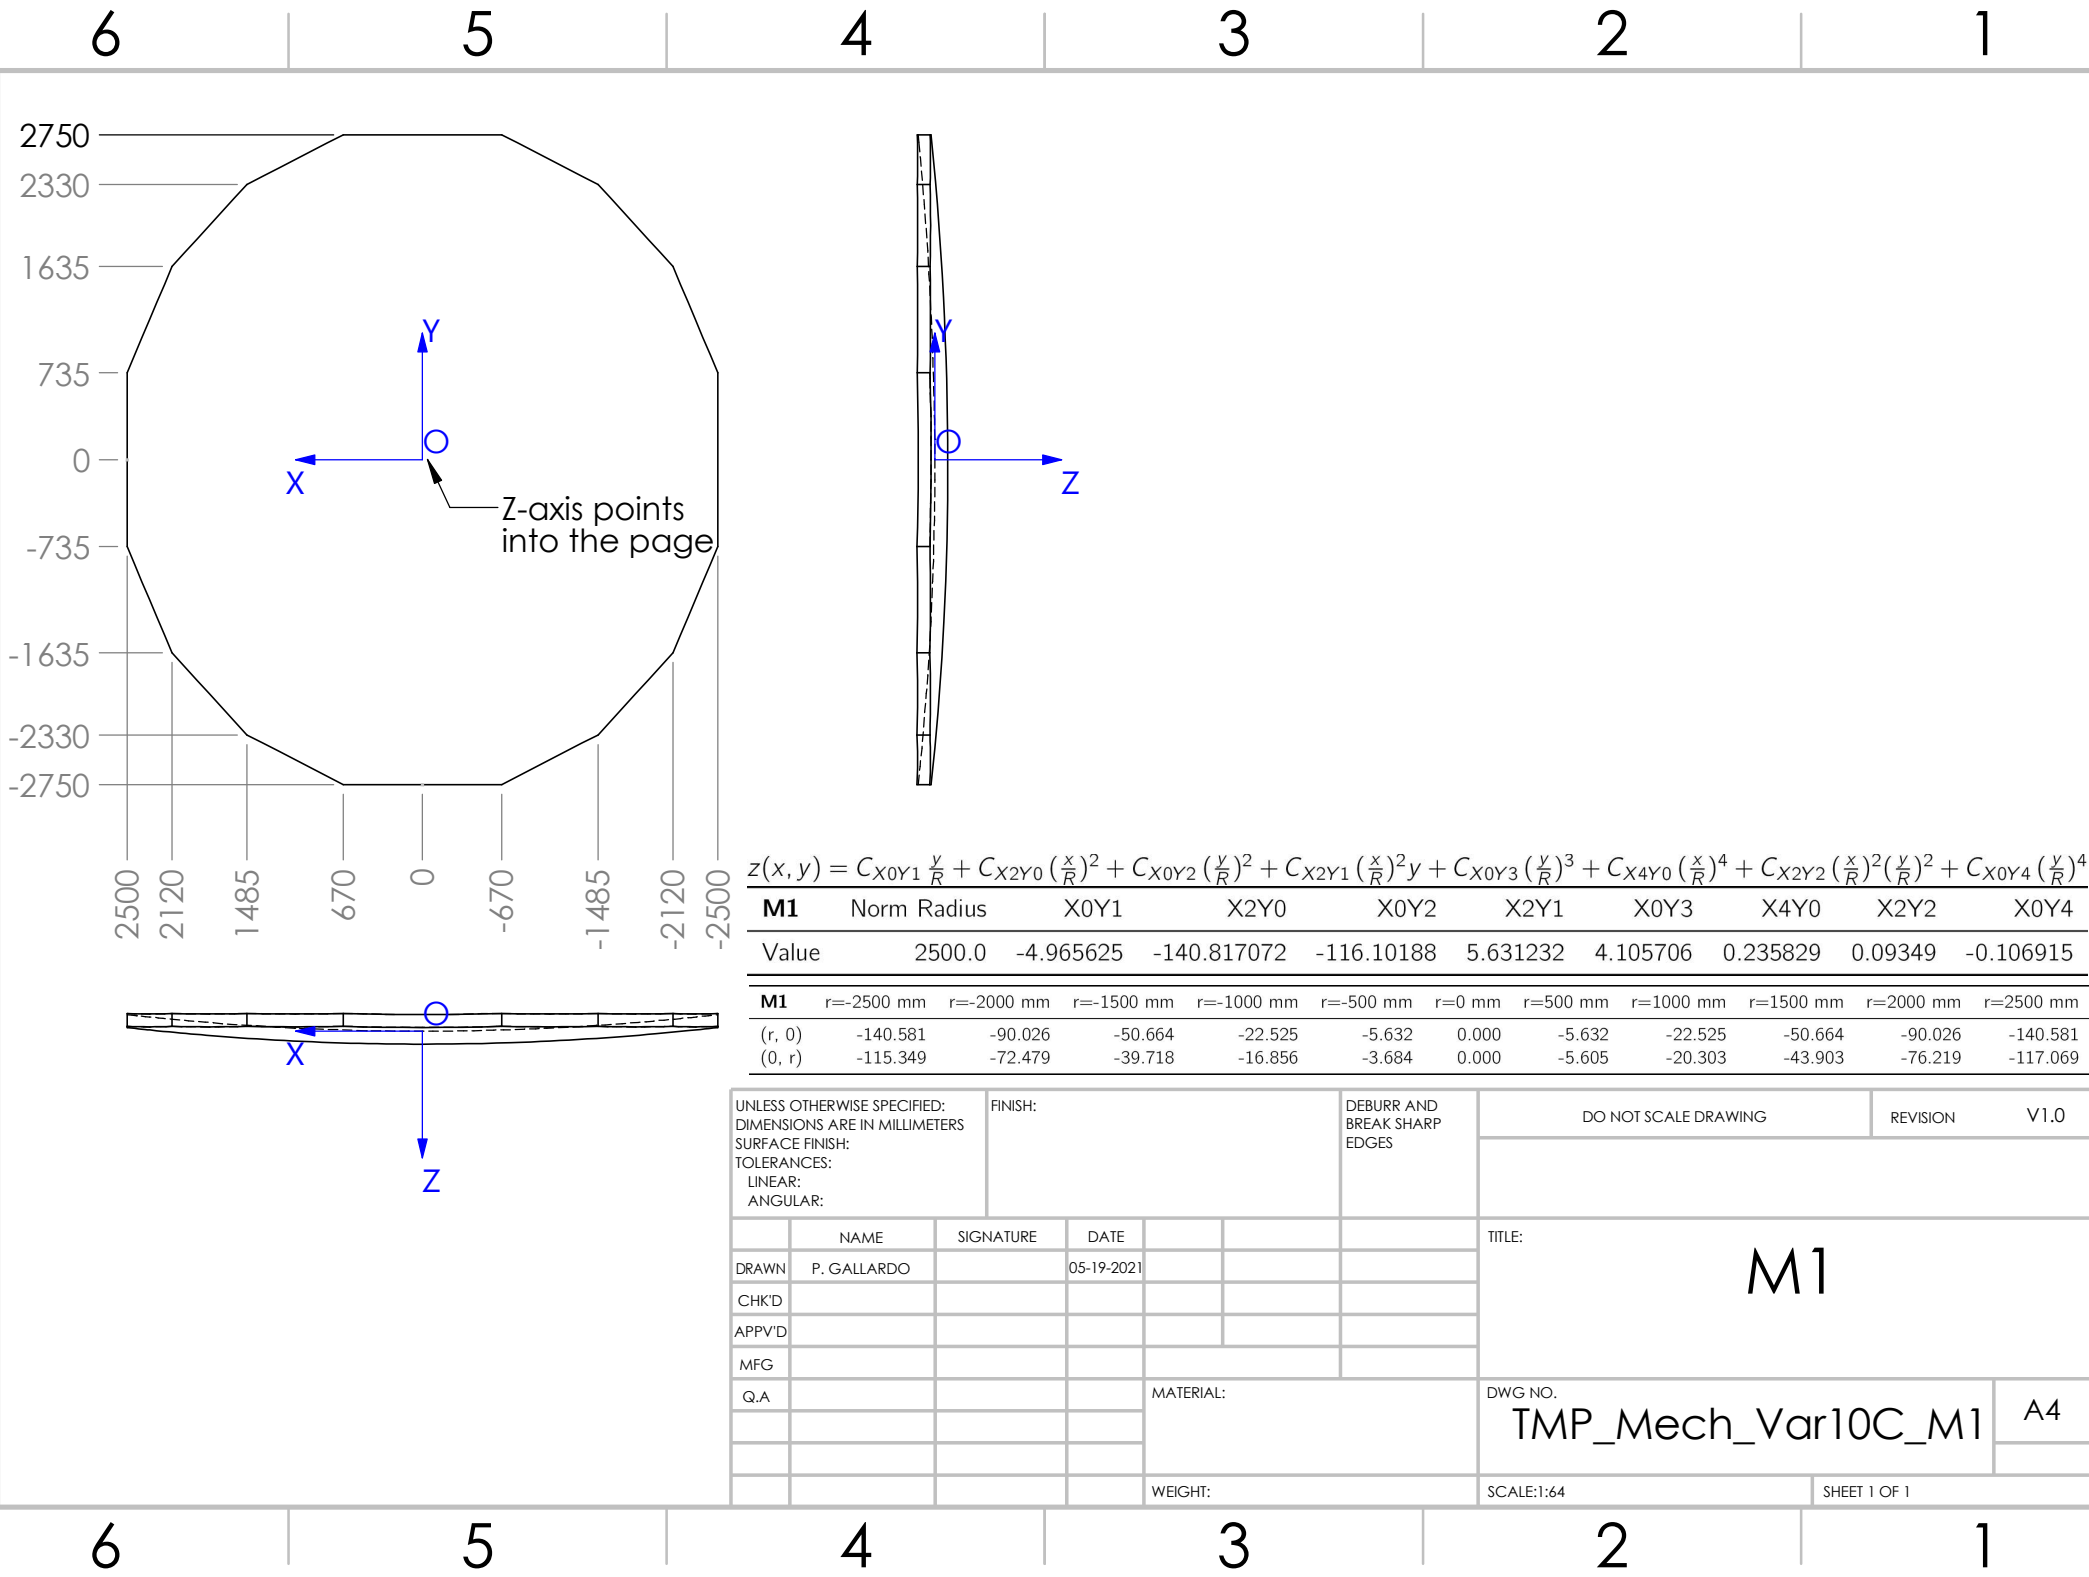 6 5 4 3 2 1
2750
2330
1635
735
0
-735
-1635
-2330
-2750
2500 2120 1485 670 0 -670 -1485 -2120 -2500
Y
O
X
Z-axis points
into the page
Y
O
Z
O
X
Z
z(x, y) = C_{X0Y1} \frac{y}{R} + C_{X2Y0} (\frac{x}{R})^2 + C_{X0Y2} (\frac{y}{R})^2 + C_{X2Y1} (\frac{x}{R})^2 y + C_{X0Y3} (\frac{y}{R})^3 + C_{X4Y0} (\frac{x}{R})^4 + C_{X2Y2} (\frac{x}{R})^2 (\frac{y}{R})^2 + C_{X0Y4} (\frac{y}{R})^4
M1 Norm Radius X0Y1 X2Y0 X0Y2 X2Y1 X0Y3 X4Y0 X2Y2 X0Y4
Value 2500.0 -4.965625 -140.817072 -116.10188 5.631232 4.105706 0.235829 0.09349 -0.106915
M1 r=-2500 mm r=-2000 mm r=-1500 mm r=-1000 mm r=-500 mm r=0 mm r=500 mm r=1000 mm r=1500 mm r=2000 mm r=2500 mm
(r, 0) -140.581 -90.026 -50.664 -22.525 -5.632 0.000 -5.632 -22.525 -50.664 -90.026 -140.581
(0, r) -115.349 -72.479 -39.718 -16.856 -3.684 0.000 -5.605 -20.303 -43.903 -76.219 -117.069
UNLESS OTHERWISE SPECIFIED:
DIMENSIONS ARE IN MILLIMETERS
SURFACE FINISH:
TOLERANCES:
LINEAR:
ANGULAR:
FINISH:
DEBURR AND
BREAK SHARP
EDGES
DO NOT SCALE DRAWING
REVISION V1.0
NAME SIGNATURE DATE
DRAWN P. GALLARDO 05-19-2021
CHK'D
APPV'D
MFG
Q.A
MATERIAL:
WEIGHT:
TITLE:
M1
DWG NO.
TMP_Mech_Var10C_M1
A4
SCALE:1:64
SHEET 1 OF 1
6 5 4 3 2 1